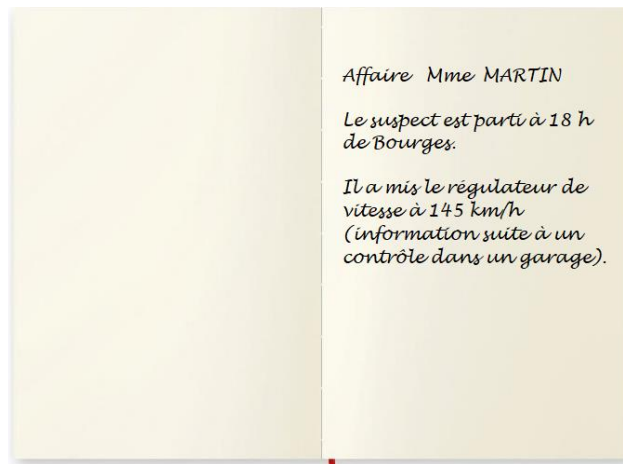 Affaire Mme MARTIN
Le suspect est parti à 18 h
de Bourges.
Il a mis le régulateur de
vitesse à 145 km/h
(information suite à un
contrôle dans un garage).